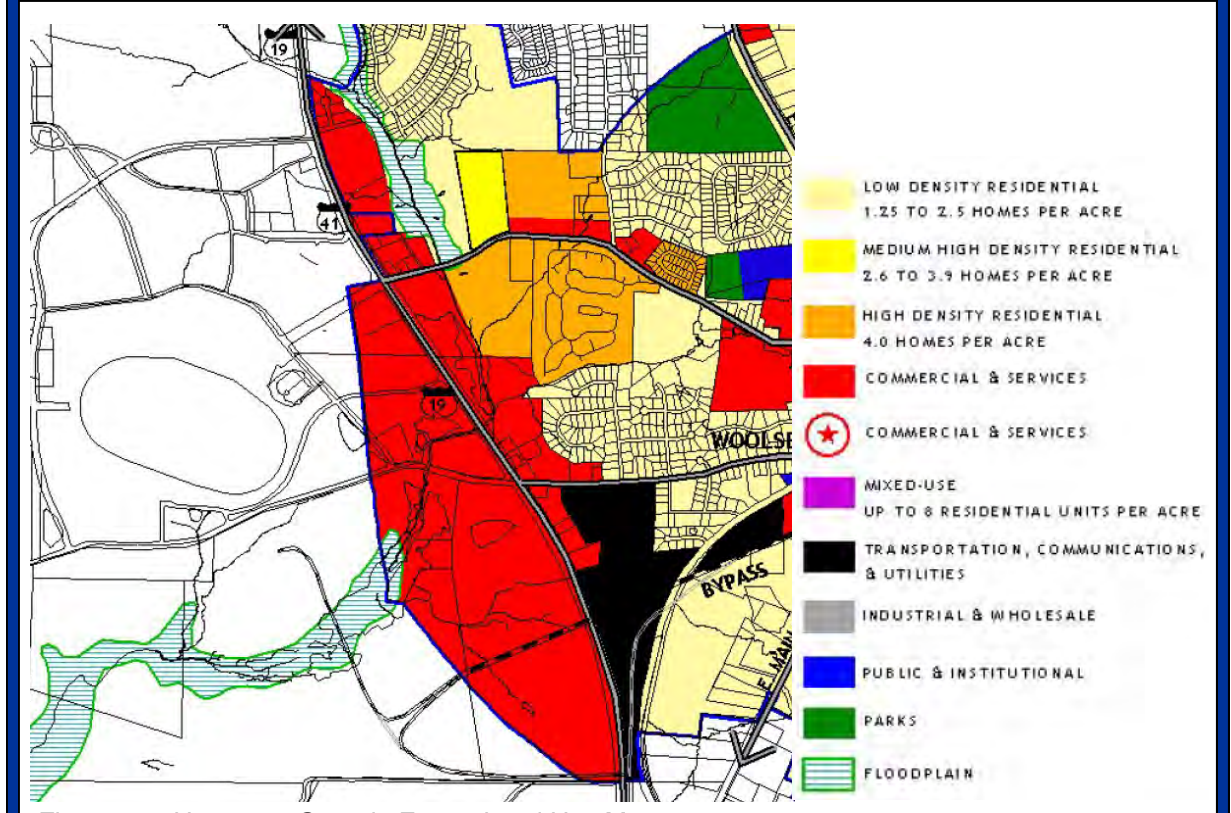 19
41
19
WOOLSE
BYPASS
E. MAIN
LOW DENSITY RESIDENTIAL
1.25 TO 2.5 HOMES PER ACRE
MEDIUM HIGH DENSITY RESIDENTIAL
2.6 TO 3.9 HOMES PER ACRE
HIGH DENSITY RESIDENTIAL
4.0 HOMES PER ACRE
COMMERCIAL & SERVICES
COMMERCIAL & SERVICES
MIXED-USE
UP TO 8 RESIDENTIAL UNITS PER ACRE
TRANSPORTATION, COMMUNICATIONS,
& UTILITIES
INDUSTRIAL & WHOLESALE
PUBLIC & INSTITUTIONAL
PARKS
FLOODPLAIN